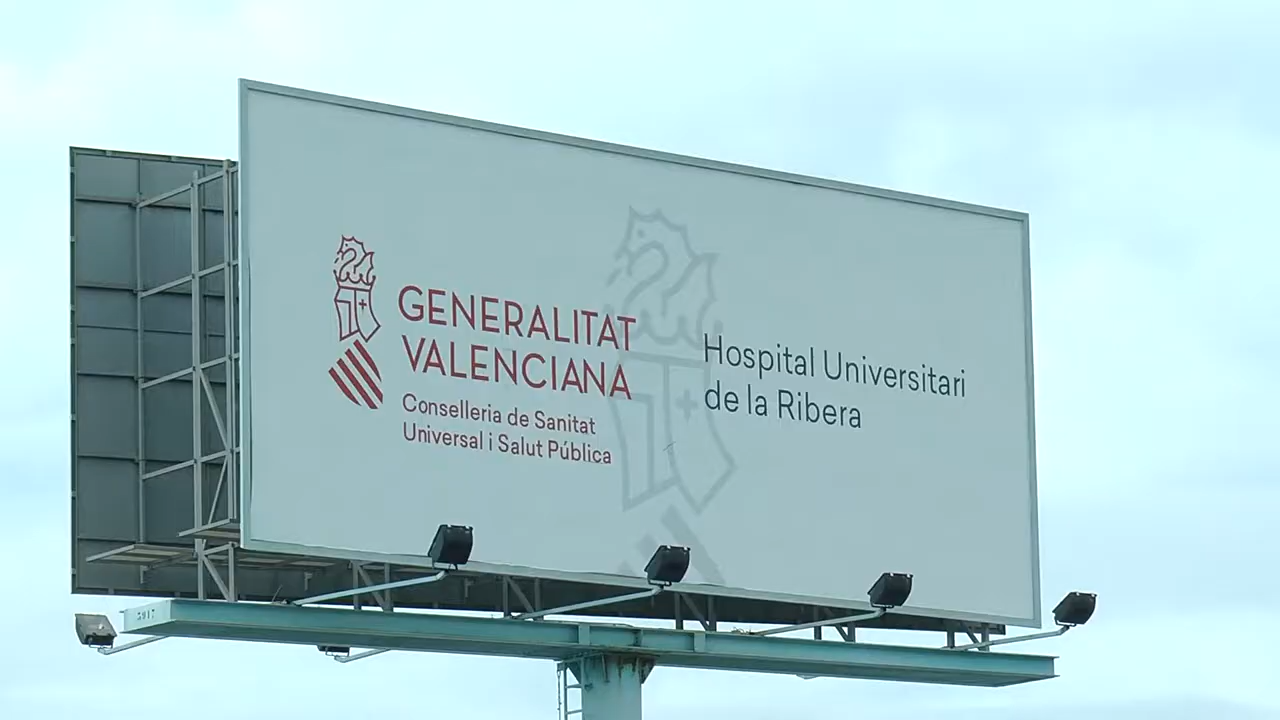 GENERALITAT
VALENCIANA
Conselleria de Sanitat
Universal i Salut Pública
Hospital Universitari
de la Ribera